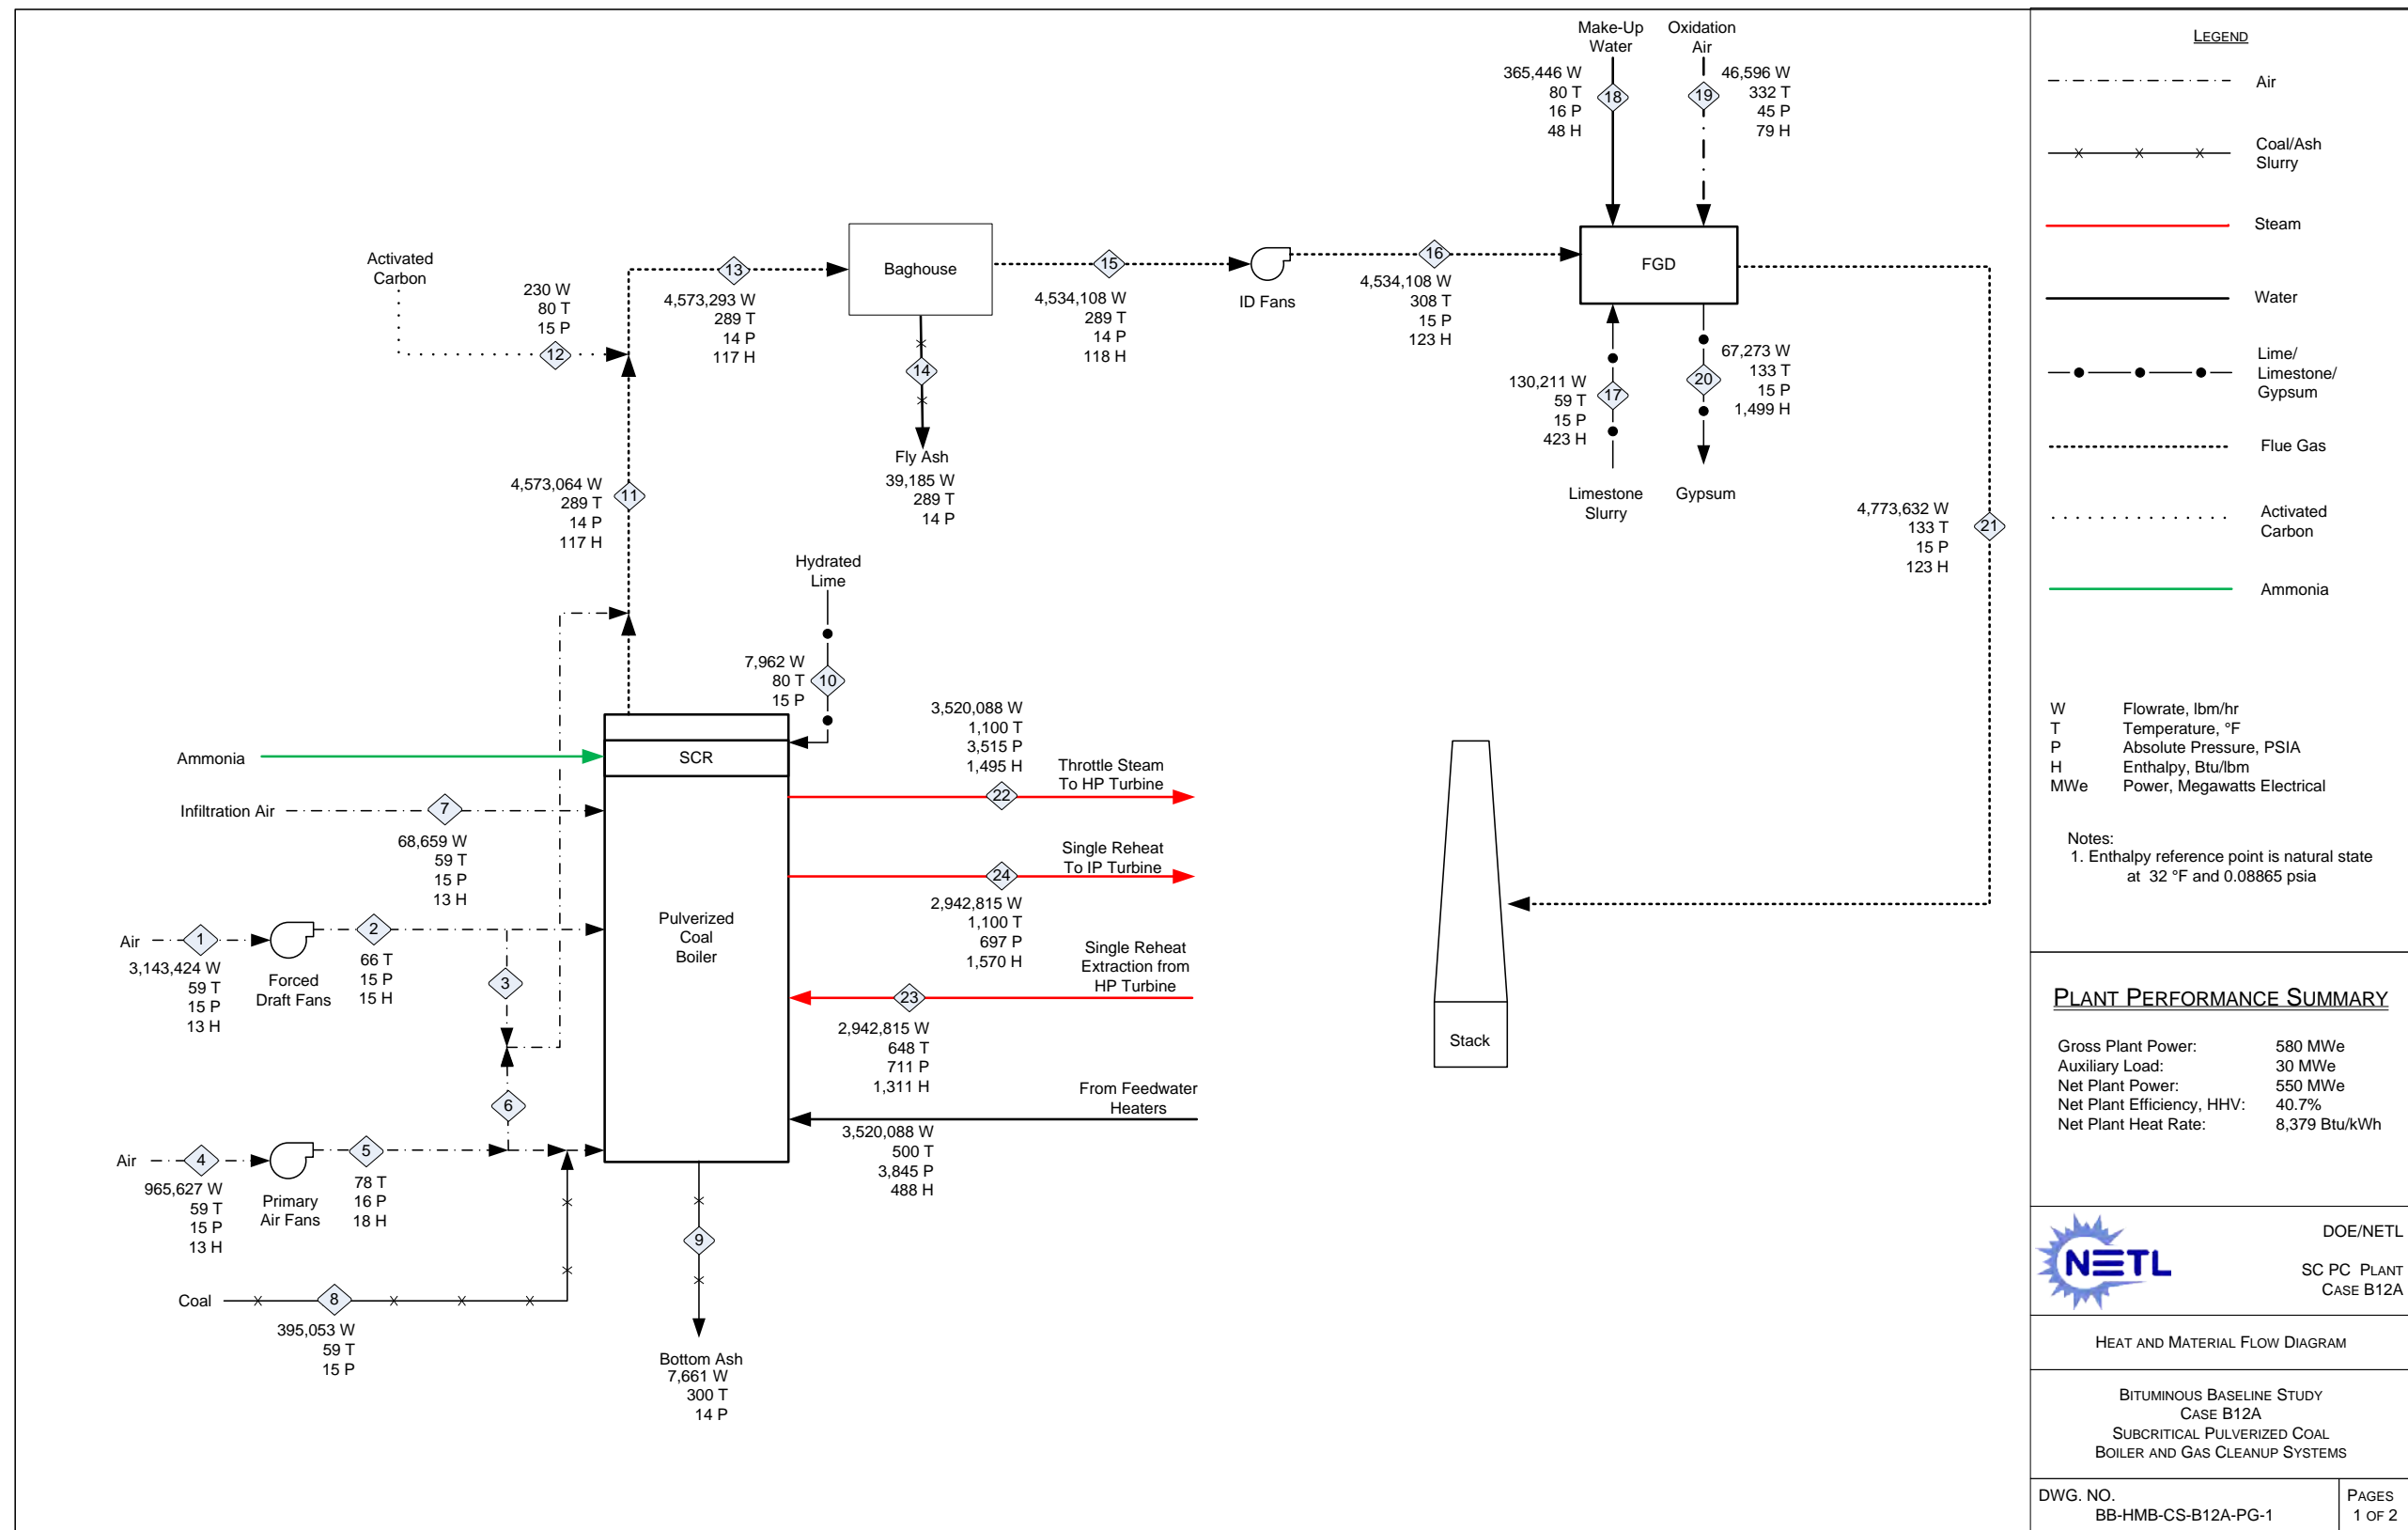 Make-Up
Water
Oxidation
Air
365,446 W
80 T
16 P
48 H
18
19
46,596 W
332 T
45 P
79 H
Activated
Carbon
230 W
80 T
15 P
12
13
4,573,293 W
289 T
14 P
117 H
Baghouse
15
4,534,108 W
289 T
14 P
118 H
ID Fans
16
4,534,108 W
308 T
15 P
123 H
FGD
14
Fly Ash
39,185 W
289 T
14 P
130,211 W
59 T
15 P
423 H
17
20
67,273 W
133 T
15 P
1,499 H
Limestone
Slurry
Gypsum
4,573,064 W
289 T
14 P
117 H
11
4,773,632 W
133 T
15 P
123 H
21
Hydrated
Lime
7,962 W
80 T
15 P
10
Ammonia
SCR
3,520,088 W
1,100 T
3,515 P
1,495 H
22
Throttle Steam
To HP Turbine
Infiltration Air
7
68,659 W
59 T
15 P
13 H
Single Reheat
To IP Turbine
24
2,942,815 W
1,100 T
697 P
1,570 H
Pulverized
Coal
Boiler
Air
1
3,143,424 W
59 T
15 P
13 H
Forced
Draft Fans
2
66 T
15 P
15 H
3
Single Reheat
Extraction from
HP Turbine
23
2,942,815 W
648 T
711 P
1,311 H
From Feedwater
Heaters
3,520,088 W
500 T
3,845 P
488 H
6
Air
4
965,627 W
59 T
15 P
13 H
Primary
Air Fans
5
78 T
16 P
18 H
Coal
8
395,053 W
59 T
15 P
9
Bottom Ash
7,661 W
300 T
14 P
Stack
LEGEND
Air
Coal/Ash
Slurry
Steam
Water
Lime/
Limestone/
Gypsum
Flue Gas
Activated
Carbon
Ammonia
W Flowrate, lbm/hr
T Temperature, °F
P Absolute Pressure, PSIA
H Enthalpy, Btu/lbm
MWe Power, Megawatts Electrical
Notes:
1. Enthalpy reference point is natural state
at 32 °F and 0.08865 psia
PLANT PERFORMANCE SUMMARY
Gross Plant Power: 580 MWe
Auxiliary Load: 30 MWe
Net Plant Power: 550 MWe
Net Plant Efficiency, HHV: 40.7%
Net Plant Heat Rate: 8,379 Btu/kWh
NETL
DOE/NETL
SC PC PLANT
CASE B12A
HEAT AND MATERIAL FLOW DIAGRAM
BITUMINOUS BASELINE STUDY
CASE B12A
SUBCRITICAL PULVERIZED COAL
BOILER AND GAS CLEANUP SYSTEMS
DWG. NO.
BB-HMB-CS-B12A-PG-1
PAGES
1 OF 2